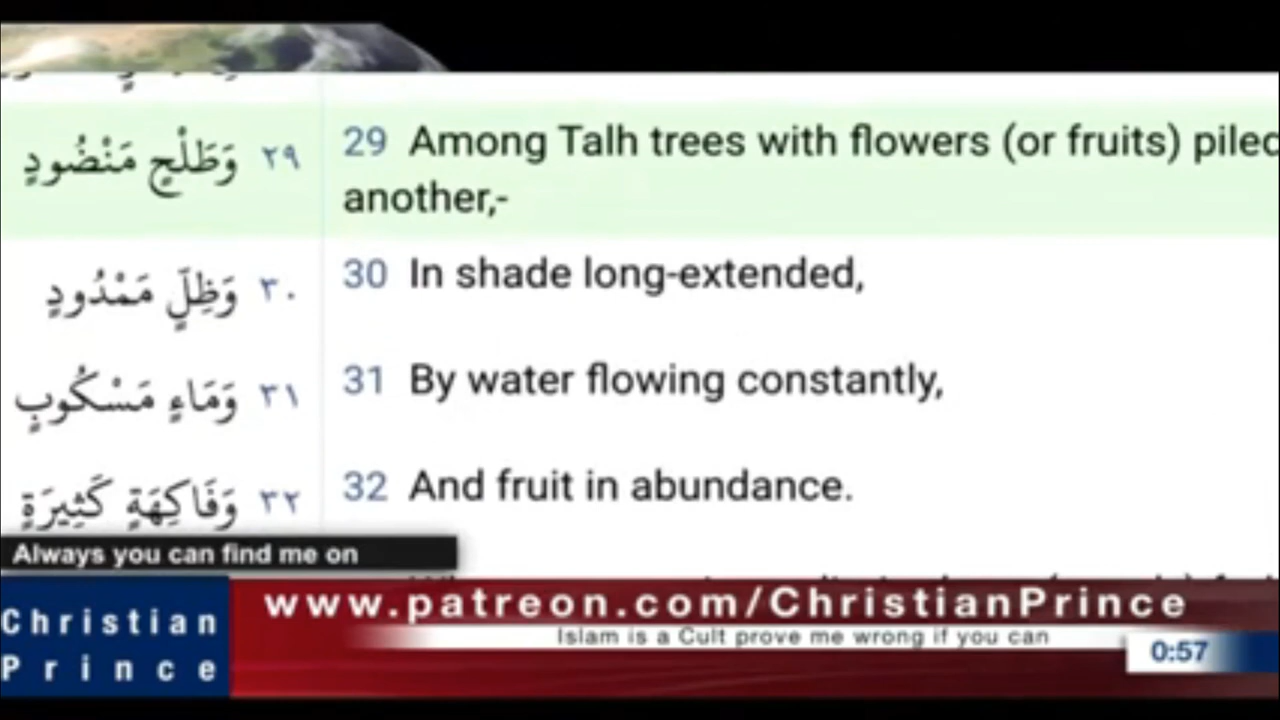 وَطَلْحٍ مَنْضُودٍ ٢٩
29 Among Talh trees with flowers (or fruits) piled
another,-
وَظِلٍّ مَمْدُودٍ ٣٠
30 In shade long-extended,
وَمَاءٍ مَسْكُوبٍ ٣١
31 By water flowing constantly,
وَفَاكِهَةٍ كَثِيرَةٍ ٣٢
32 And fruit in abundance.
Always you can find me on
Christian
Prince
www.patreon.com/ChristianPrince
Islam is a Cult prove me wrong if you can
0:57